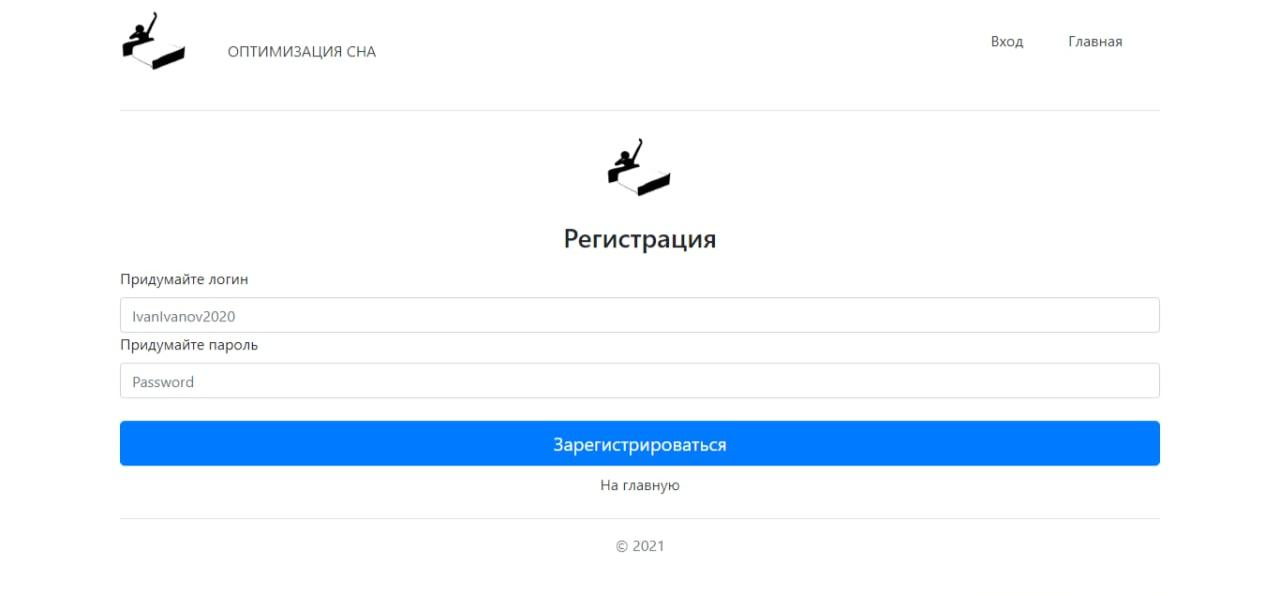 ОПТИМИЗАЦИЯ СНА
Вход Главная
Регистрация
Придумайте логин
IvanIvanov2020
Придумайте пароль
Password
Зарегистрироваться
На главную
© 2021